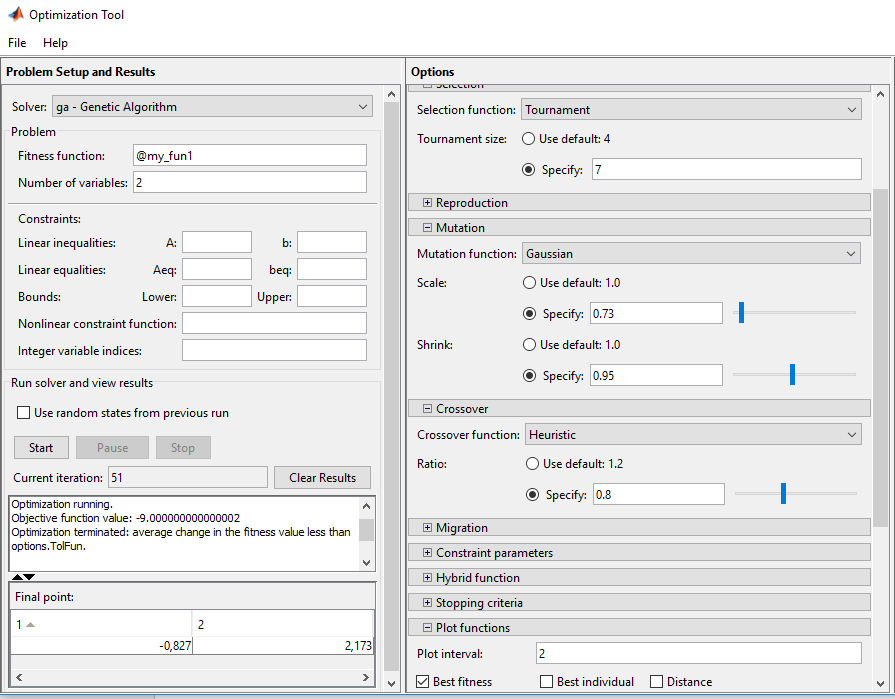 Optimization Tool
File Help
Problem Setup and Results
Solver: ga - Genetic Algorithm
Problem
Fitness function: @my_fun1
Number of variables: 2
Constraints:
Linear inequalities: A: b:
Linear equalities: Aeq: beq:
Bounds: Lower: Upper:
Nonlinear constraint function:
Integer variable indices:
Run solver and view results
Use random states from previous run
Start Pause Stop
Current iteration: 51 Clear Results
Optimization running.
Objective function value: -9.000000000000002
Optimization terminated: average change in the fitness value less than
options.TolFun.
Final point:
1 2
-0,827 2,173
Options
Selection
Selection function: Tournament
Tournament size: Use default: 4
Specify: 7
Reproduction
Mutation
Mutation function: Gaussian
Scale: Use default: 1.0
Specify: 0.73
Shrink: Use default: 1.0
Specify: 0.95
Crossover
Crossover function: Heuristic
Ratio: Use default: 1.2
Specify: 0.8
Migration
Constraint parameters
Hybrid function
Stopping criteria
Plot functions
Plot interval: 2
Best fitness Best individual Distance